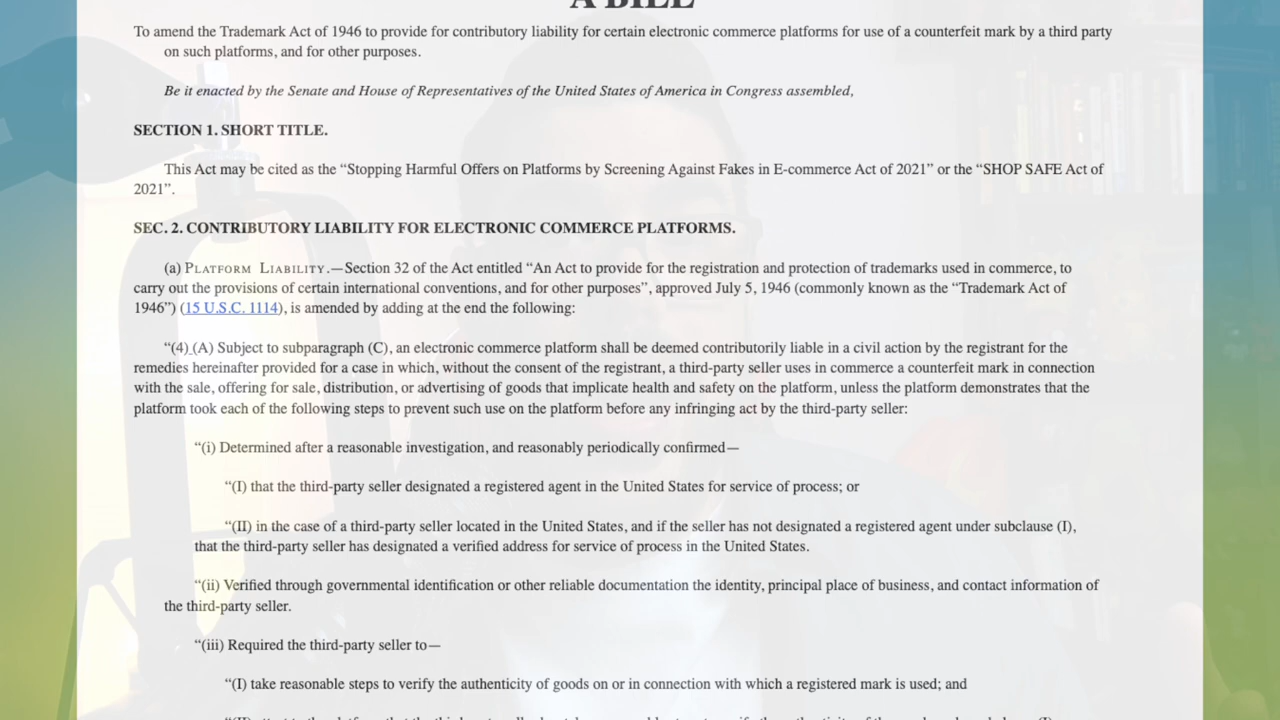 A BILL
To amend the Trademark Act of 1946 to provide for contributory liability for certain electronic commerce platforms for use of a counterfeit mark by a third party
on such platforms, and for other purposes.
Be it enacted by the Senate and House of Representatives of the United States of America in Congress assembled,
SECTION 1. SHORT TITLE.
This Act may be cited as the “Stopping Harmful Offers on Platforms by Screening Against Fakes in E-commerce Act of 2021” or the “SHOP SAFE Act of
2021”.
SEC. 2. CONTRIBUTORY LIABILITY FOR ELECTRONIC COMMERCE PLATFORMS.
(a) PLATFORM LIABILITY.—Section 32 of the Act entitled “An Act to provide for the registration and protection of trademarks used in commerce, to
carry out the provisions of certain international conventions, and for other purposes”, approved July 5, 1946 (commonly known as the “Trademark Act of
1946”) (15 U.S.C. 1114), is amended by adding at the end the following:
“(4) (A) Subject to subparagraph (C), an electronic commerce platform shall be deemed contributorily liable in a civil action by the registrant for the
remedies hereinafter provided for a case in which, without the consent of the registrant, a third-party seller uses in commerce a counterfeit mark in connection
with the sale, offering for sale, distribution, or advertising of goods that implicate health and safety on the platform, unless the platform demonstrates that the
platform took each of the following steps to prevent such use on the platform before any infringing act by the third-party seller:
“(i) Determined after a reasonable investigation, and reasonably periodically confirmed—
“(I) that the third-party seller designated a registered agent in the United States for service of process; or
“(II) in the case of a third-party seller located in the United States, and if the seller has not designated a registered agent under subclause (I),
that the third-party seller has designated a verified address for service of process in the United States.
“(ii) Verified through governmental identification or other reliable documentation the identity, principal place of business, and contact information of
the third-party seller.
“(iii) Required the third-party seller to—
“(I) take reasonable steps to verify the authenticity of goods on or in connection with which a registered mark is used; and